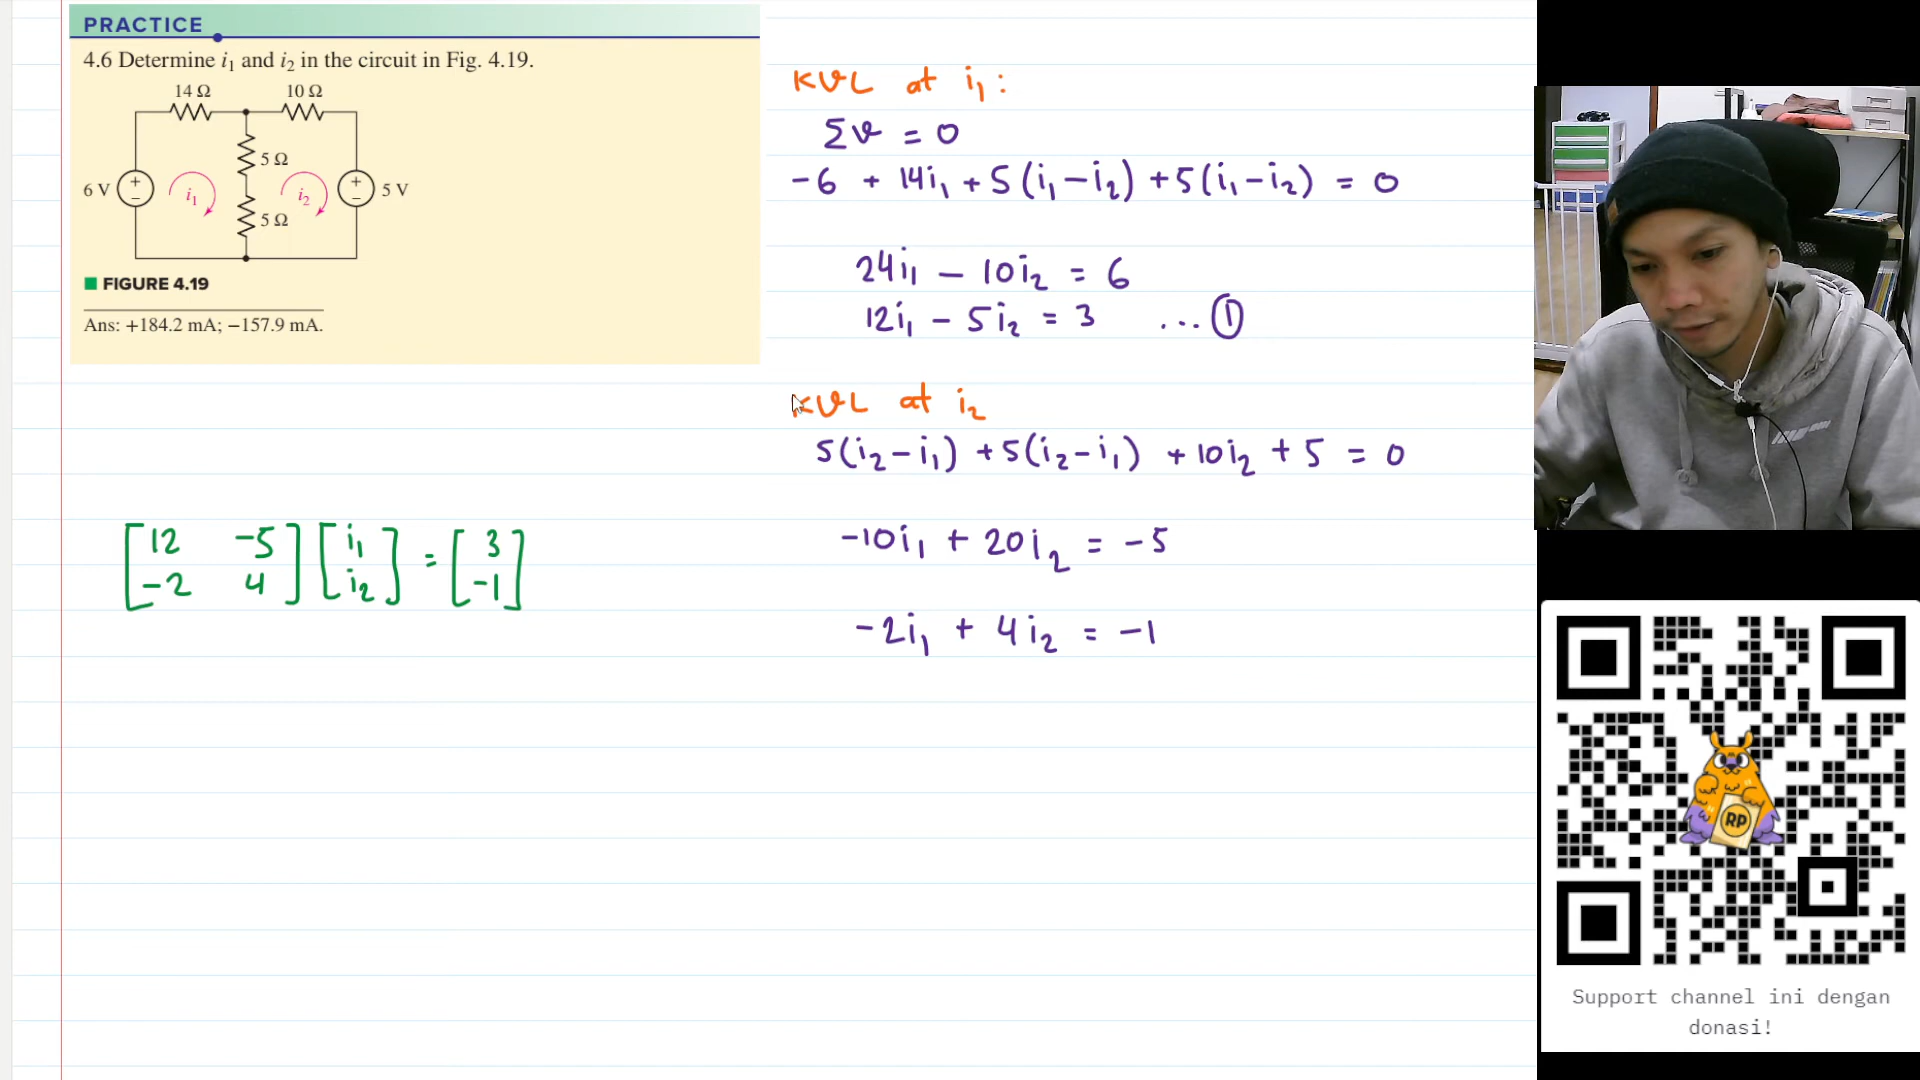 PRACTICE
4.6 Determine i₁ and i₂ in the circuit in Fig. 4.19.
14 Ω
10 Ω
5 Ω
6 V
+
−
i₁
i₂
+
−
5 V
5 Ω
FIGURE 4.19
Ans: +184.2 mA; −157.9 mA.
KVL at i₁ :
Σv = 0
-6 + 14i₁ + 5(i₁-i₂) + 5(i₁-i₂) = 0
24i₁ - 10i₂ = 6
12i₁ - 5i₂ = 3 ... ①
KVL at i₂
5(i₂-i₁) + 5(i₂-i₁) + 10i₂ + 5 = 0
-10i₁ + 20i₂ = -5
-2i₁ + 4i₂ = -1
[12 -5] [i₁] = [3]
[-2 4] [i₂] [-1]
RP
Support channel ini dengan
donasi!